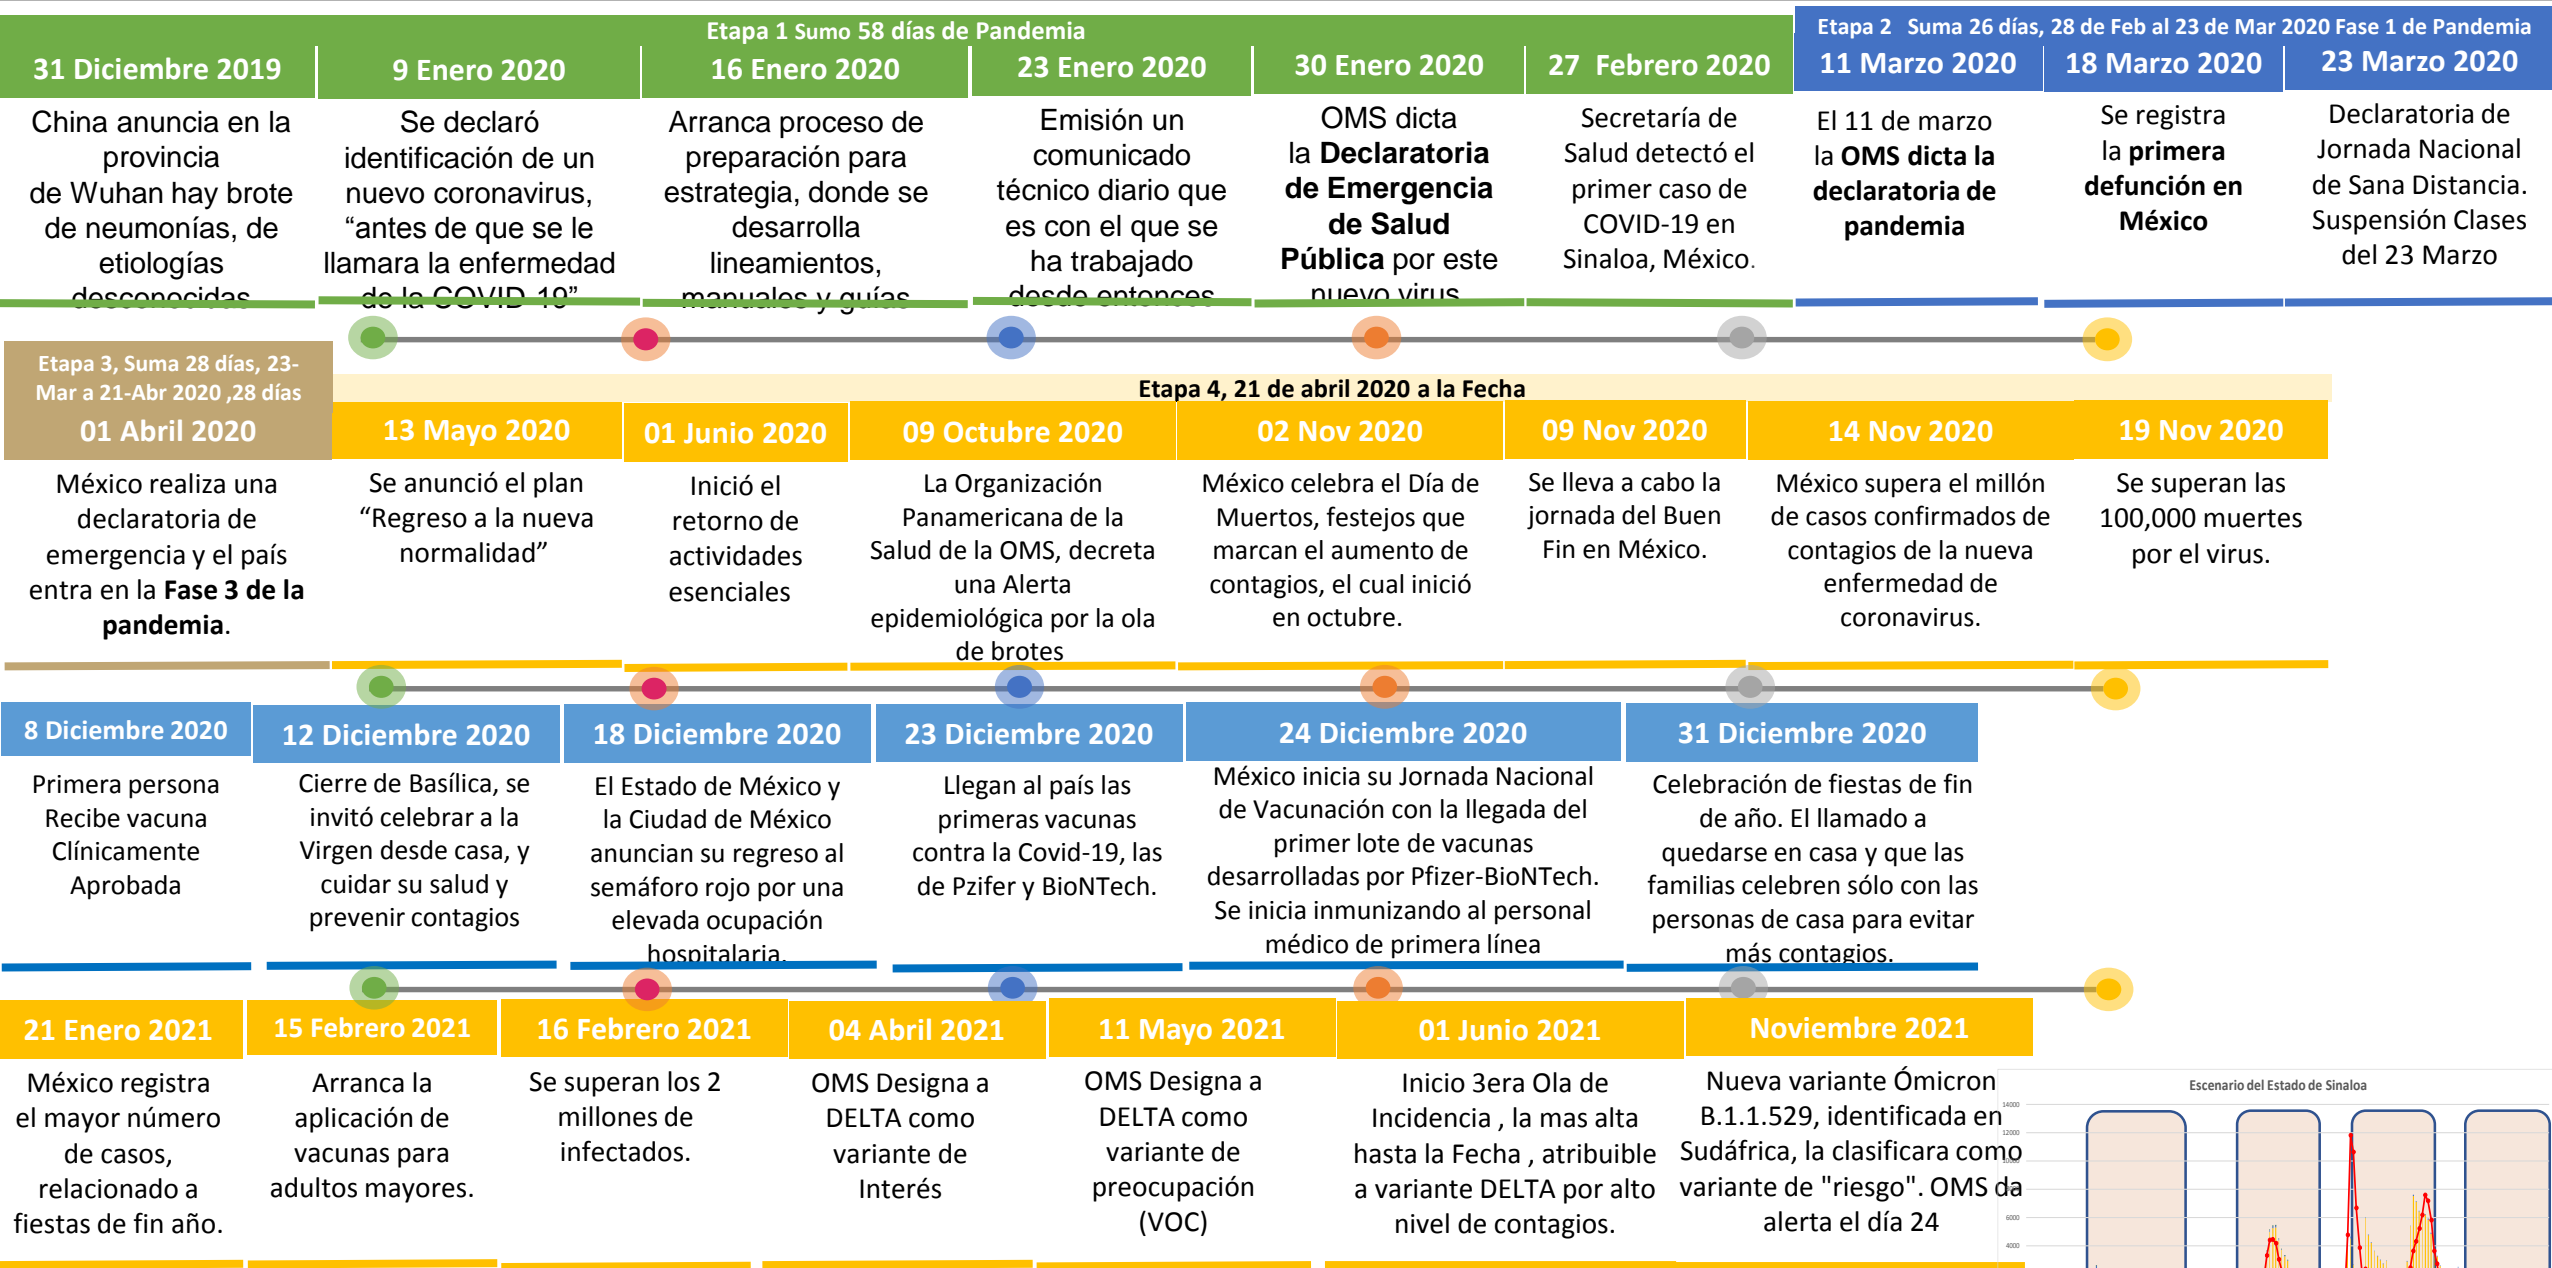 Etapa 1 Sumo 58 días de Pandemia
31 Diciembre 2019
China anuncia en la
provincia
de Wuhan hay brote
de neumonías, de
etiologías
desconocidas
9 Enero 2020
Se declaró
identificación de un
nuevo coronavirus,
“antes de que se le
llamara la enfermedad
de la COVID-19”
16 Enero 2020
Arranca proceso de
preparación para
estrategia, donde se
desarrolla
lineamientos,
manuales y guías
23 Enero 2020
Emisión un
comunicado
técnico diario que
es con el que se
ha trabajado
desde entonces
30 Enero 2020
OMS dicta
la Declaratoria
de Emergencia
de Salud
Pública por este
nuevo virus
27 Febrero 2020
Secretaría de
Salud detectó el
primer caso de
COVID-19 en
Sinaloa, México.
Etapa 2 Suma 26 días, 28 de Feb al 23 de Mar 2020 Fase 1 de Pandemia
11 Marzo 2020
El 11 de marzo
la OMS dicta la
declaratoria de
pandemia
18 Marzo 2020
Se registra
la primera
defunción en
México
23 Marzo 2020
Declaratoria de
Jornada Nacional
de Sana Distancia.
Suspensión Clases
del 23 Marzo
Etapa 3, Suma 28 días, 23-
Mar a 21-Abr 2020 ,28 días
01 Abril 2020
México realiza una
declaratoria de
emergencia y el país
entra en la Fase 3 de la
pandemia.
Etapa 4, 21 de abril 2020 a la Fecha
13 Mayo 2020
Se anunció el plan
“Regreso a la nueva
normalidad”
01 Junio 2020
Inició el
retorno de
actividades
esenciales
09 Octubre 2020
La Organización
Panamericana de la
Salud de la OMS, decreta
una Alerta
epidemiológica por la ola
de brotes
02 Nov 2020
México celebra el Día de
Muertos, festejos que
marcan el aumento de
contagios, el cual inició
en octubre.
09 Nov 2020
Se lleva a cabo la
jornada del Buen
Fin en México.
14 Nov 2020
México supera el millón
de casos confirmados de
contagios de la nueva
enfermedad de
coronavirus.
19 Nov 2020
Se superan las
100,000 muertes
por el virus.
8 Diciembre 2020
Primera persona
Recibe vacuna
Clínicamente
Aprobada
12 Diciembre 2020
Cierre de Basílica, se
invitó celebrar a la
Virgen desde casa, y
cuidar su salud y
prevenir contagios
18 Diciembre 2020
El Estado de México y
la Ciudad de México
anuncian su regreso al
semáforo rojo por una
elevada ocupación
hospitalaria.
23 Diciembre 2020
Llegan al país las
primeras vacunas
contra la Covid-19, las
de Pzifer y BioNTech.
24 Diciembre 2020
México inicia su Jornada Nacional
de Vacunación con la llegada del
primer lote de vacunas
desarrolladas por Pfizer-BioNTech.
Se inicia inmunizando al personal
médico de primera línea
31 Diciembre 2020
Celebración de fiestas de fin
de año. El llamado a
quedarse en casa y que las
familias celebren sólo con las
personas de casa para evitar
más contagios.
21 Enero 2021
México registra
el mayor número
de casos,
relacionado a
fiestas de fin año.
15 Febrero 2021
Arranca la
aplicación de
vacunas para
adultos mayores.
16 Febrero 2021
Se superan los 2
millones de
infectados.
04 Abril 2021
OMS Designa a
DELTA como
variante de
Interés
11 Mayo 2021
OMS Designa a
DELTA como
variante de
preocupación
(VOC)
01 Junio 2021
Inicio 3era Ola de
Incidencia , la mas alta
hasta la Fecha , atribuible
a variante DELTA por alto
nivel de contagios.
Noviembre 2021
Nueva variante Ómicron
B.1.1.529, identificada en
Sudáfrica, la clasificara como
variante de "riesgo". OMS da
alerta el día 24
Escenario del Estado de Sinaloa
14000
12000
6000
4000